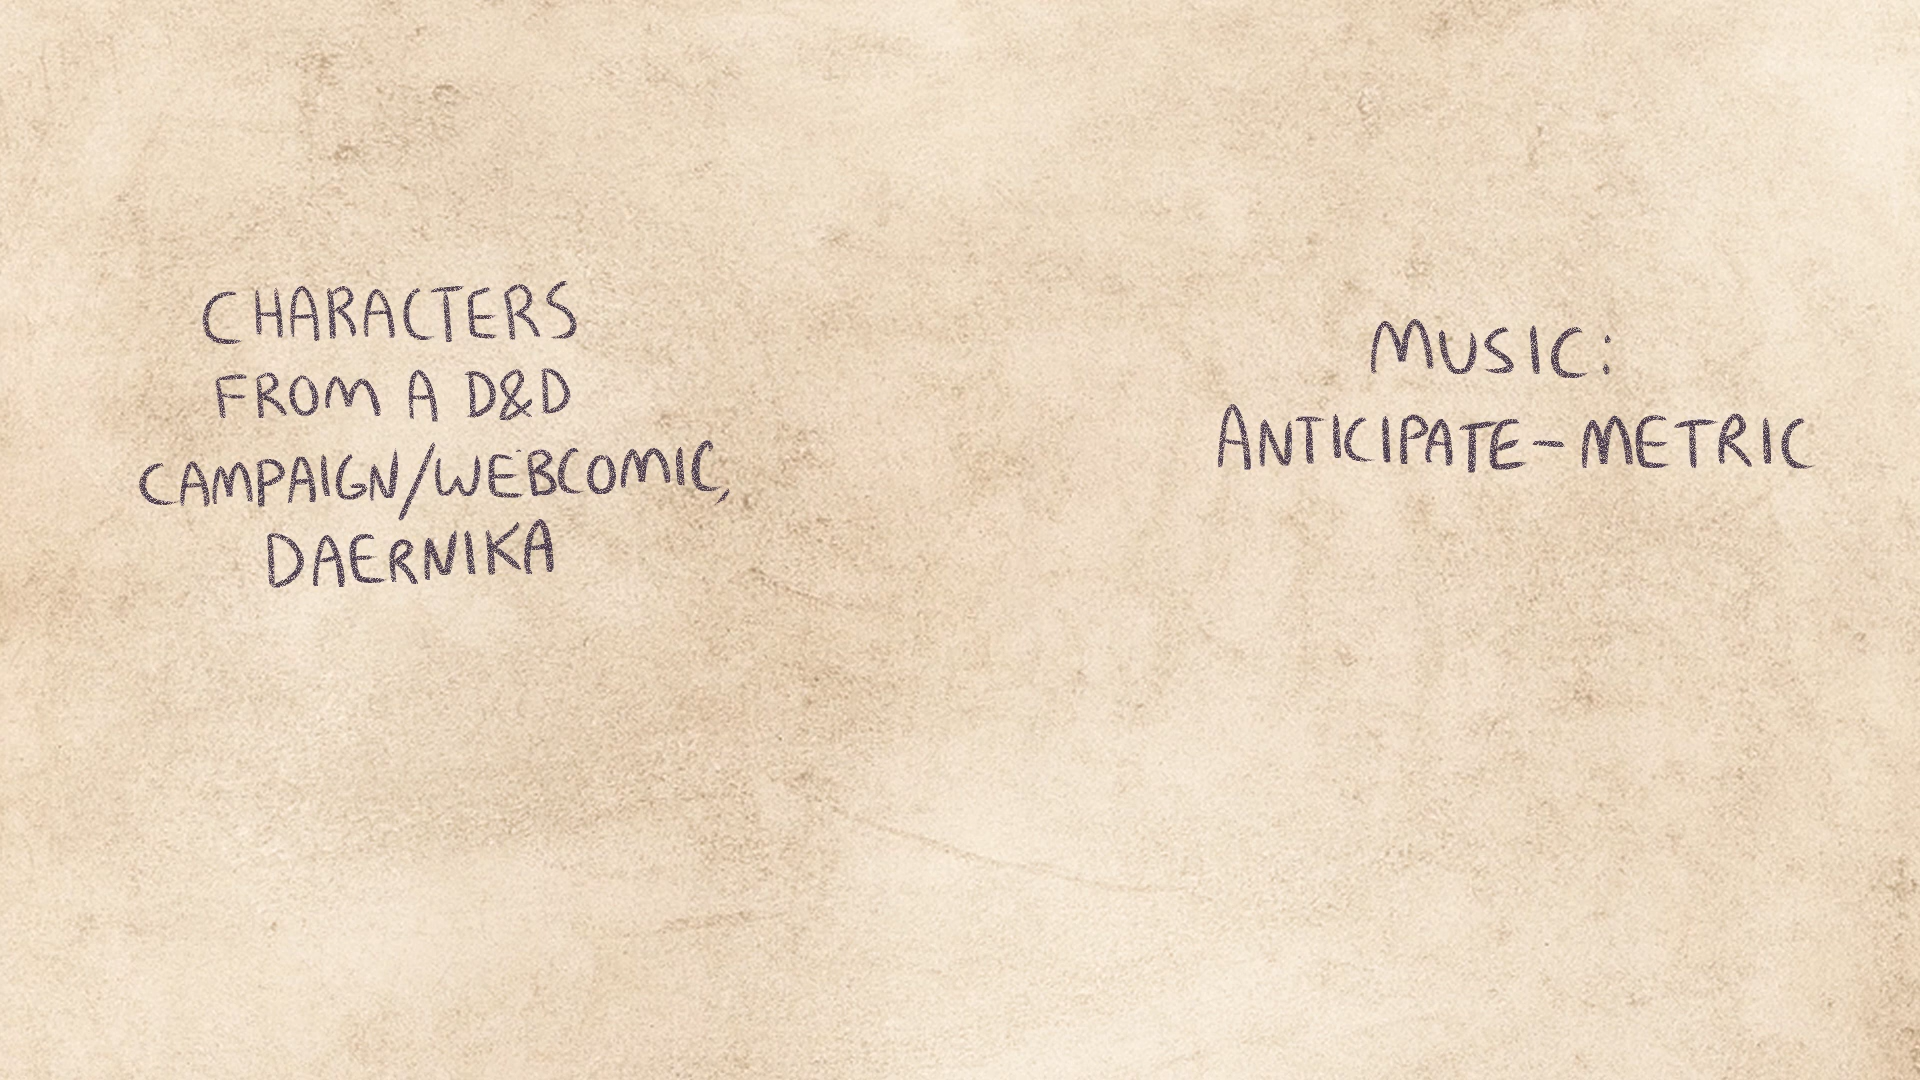 CHARACTERS
FROM A D&D
CAMPAIGN/WEBCOMIC,
DAERNIKA
MUSIC:
ANTICIPATE-METRIC